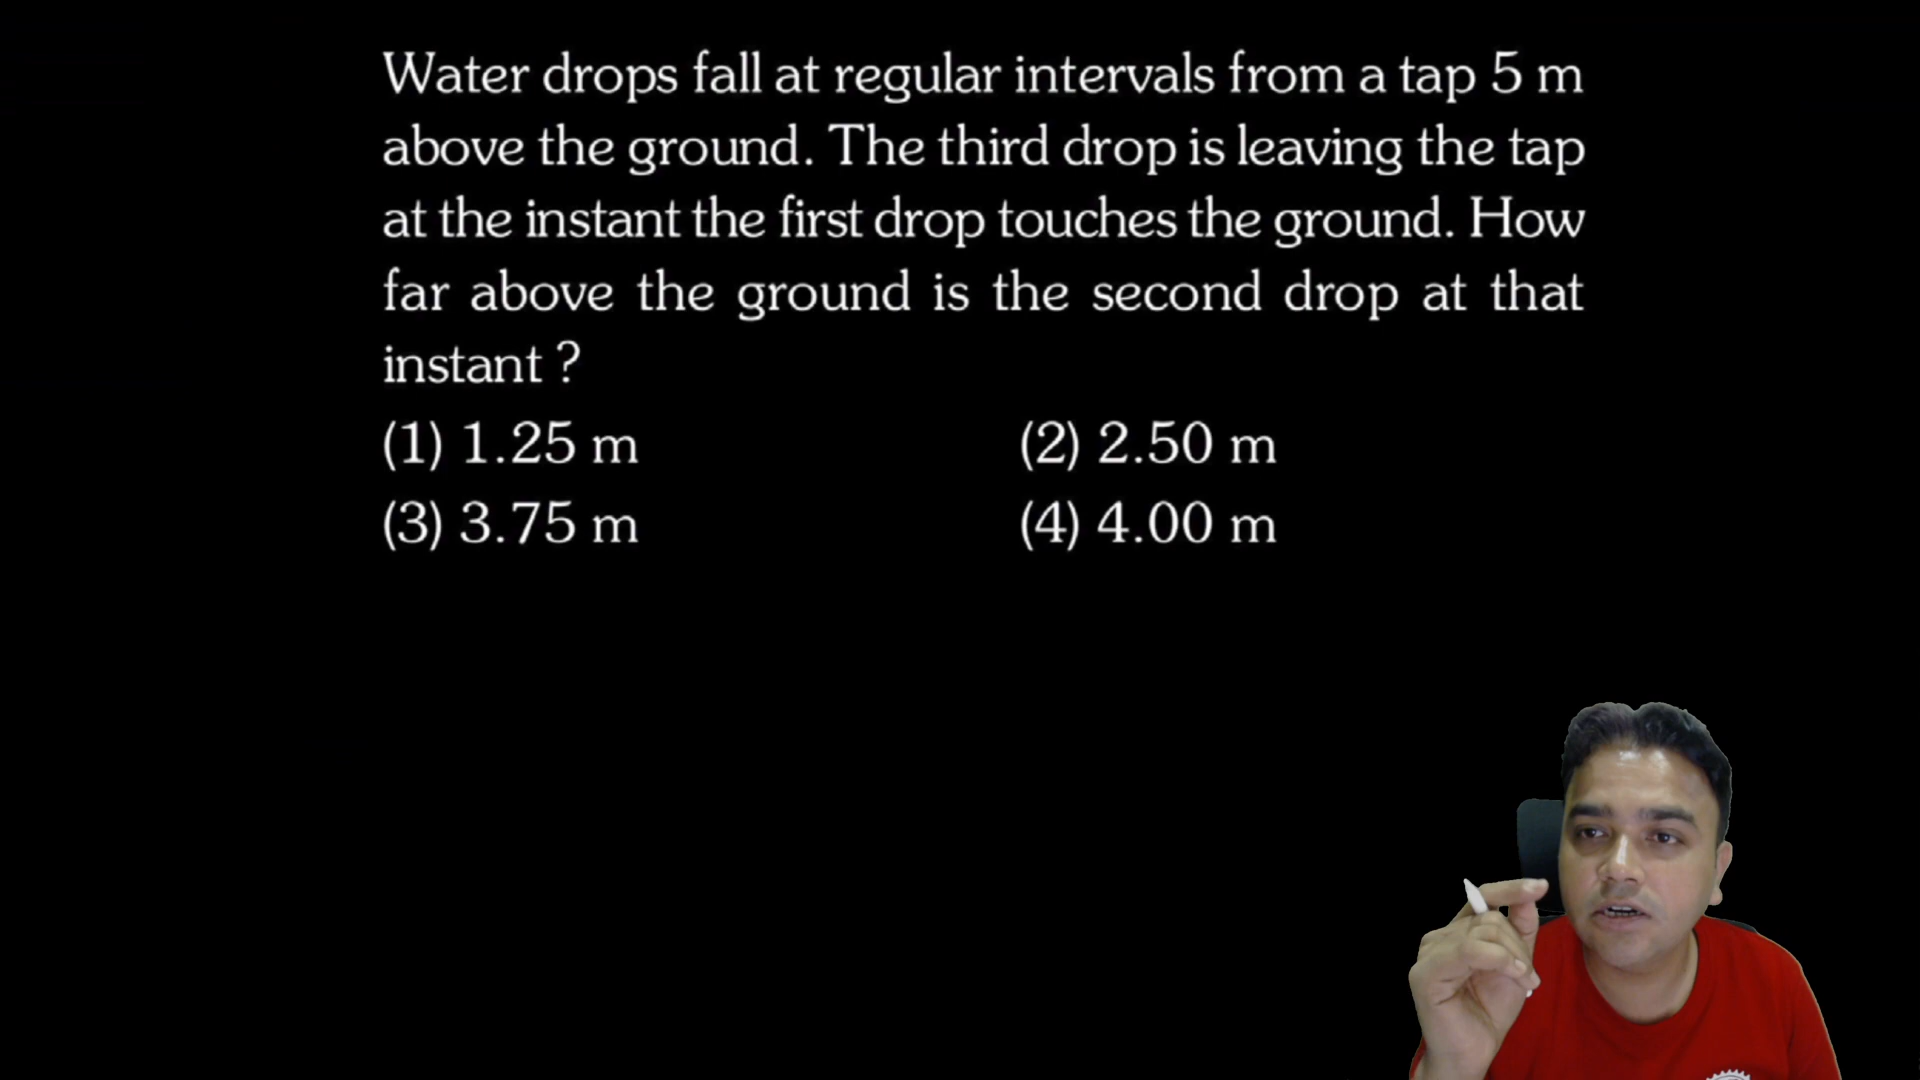 Water drops fall at regular intervals from a tap 5 m
above the ground. The third drop is leaving the tap
at the instant the first drop touches the ground. How
far above the ground is the second drop at that
instant ?
(1) 1.25 m (2) 2.50 m
(3) 3.75 m (4) 4.00 m